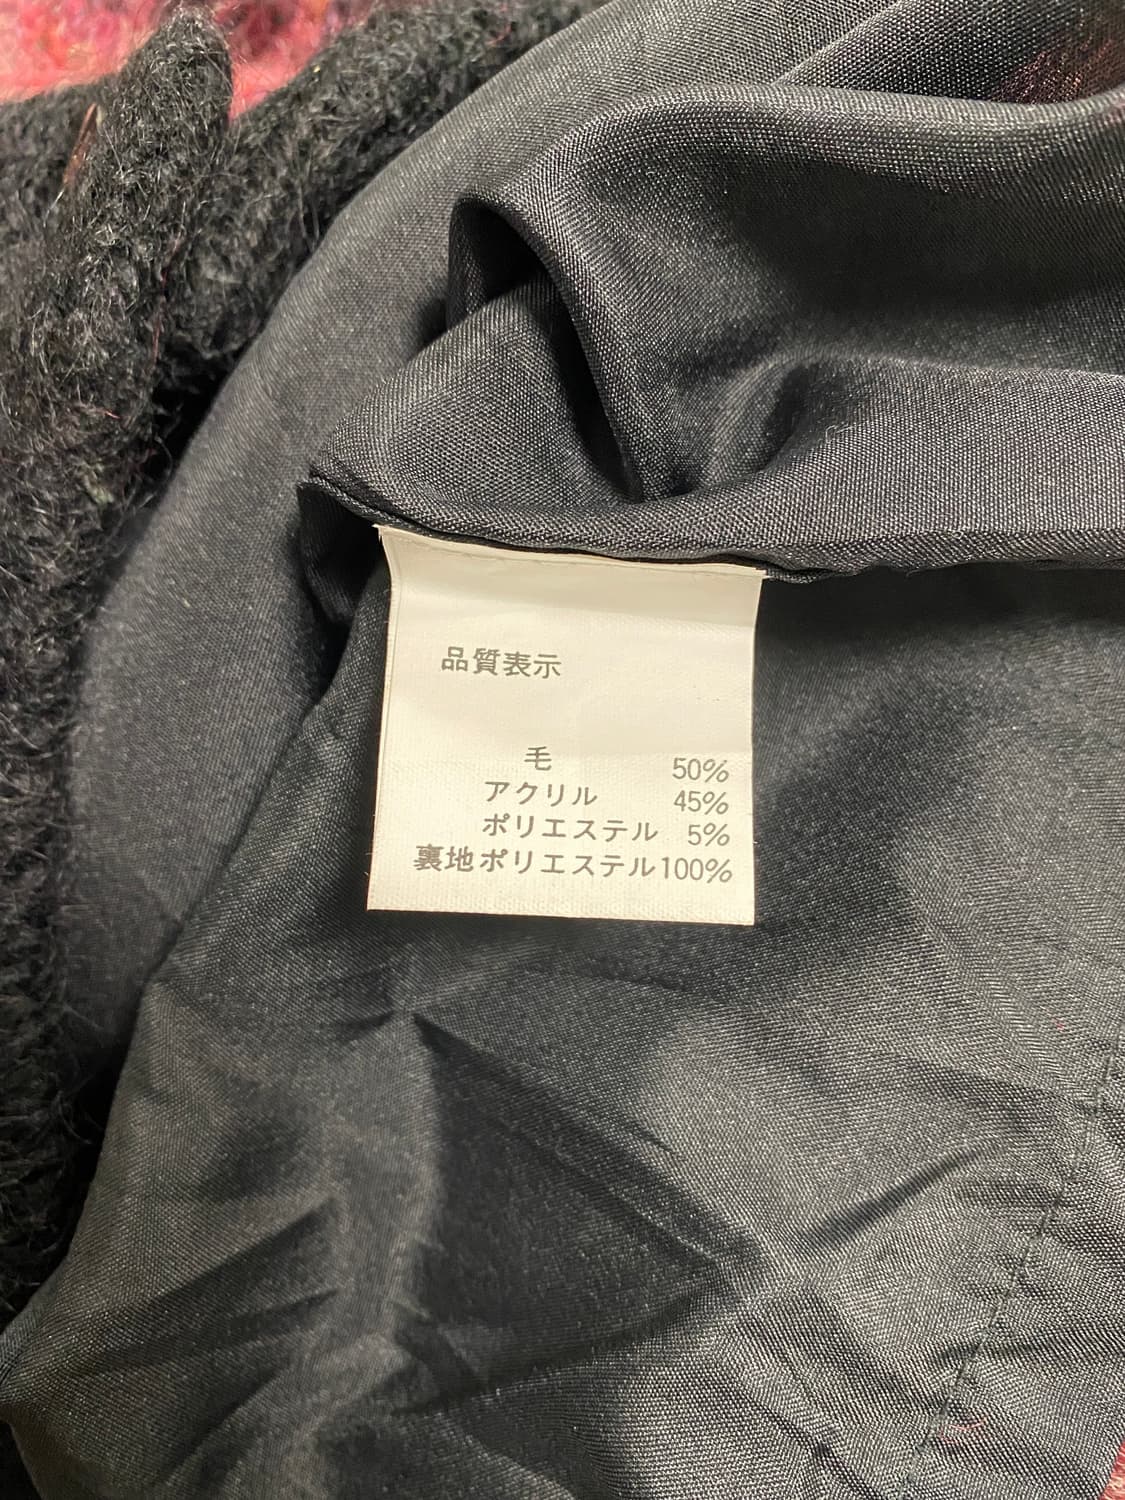 品質表示
毛 50%
アクリル 45%
ポリエステル 5%
裏地ポリエステル100%